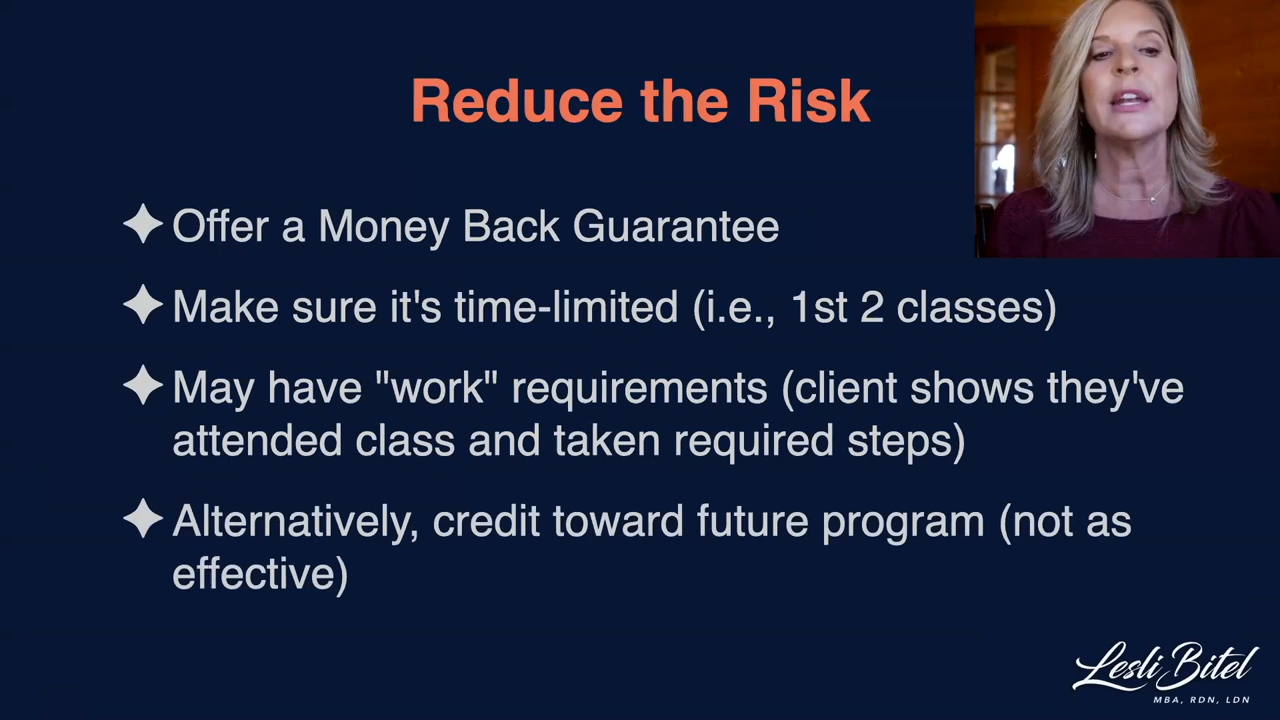 Reduce the Risk
Offer a Money Back Guarantee
Make sure it's time-limited (i.e., 1st 2 classes)
May have "work" requirements (client shows they've
attended class and taken required steps)
Alternatively, credit toward future program (not as
effective)
Lesli Bitel
MBA, RDN, LDN